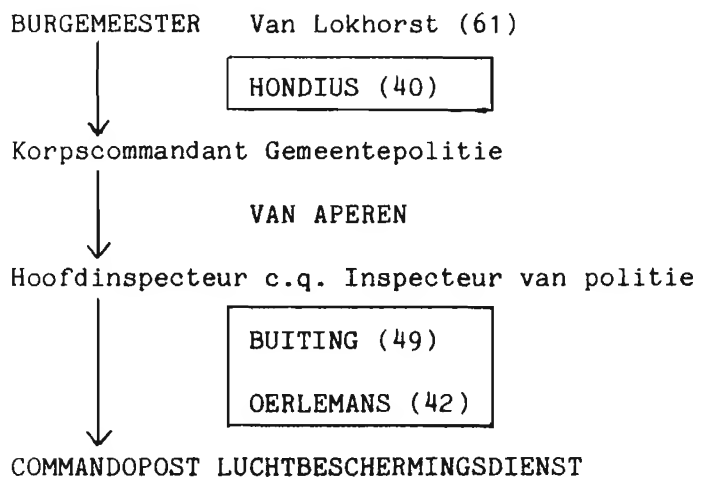 BURGEMEESTER Van Lokhorst (61)
HONDIUS (40)
Korpscommandant Gemeentepolitie
VAN APEREN
Hoofdinspecteur c.q. Inspecteur van politie
BUITING (49)
OERLEMANS (42)
COMMANDOPOST LUCHTBESCHERMINGSDIENST